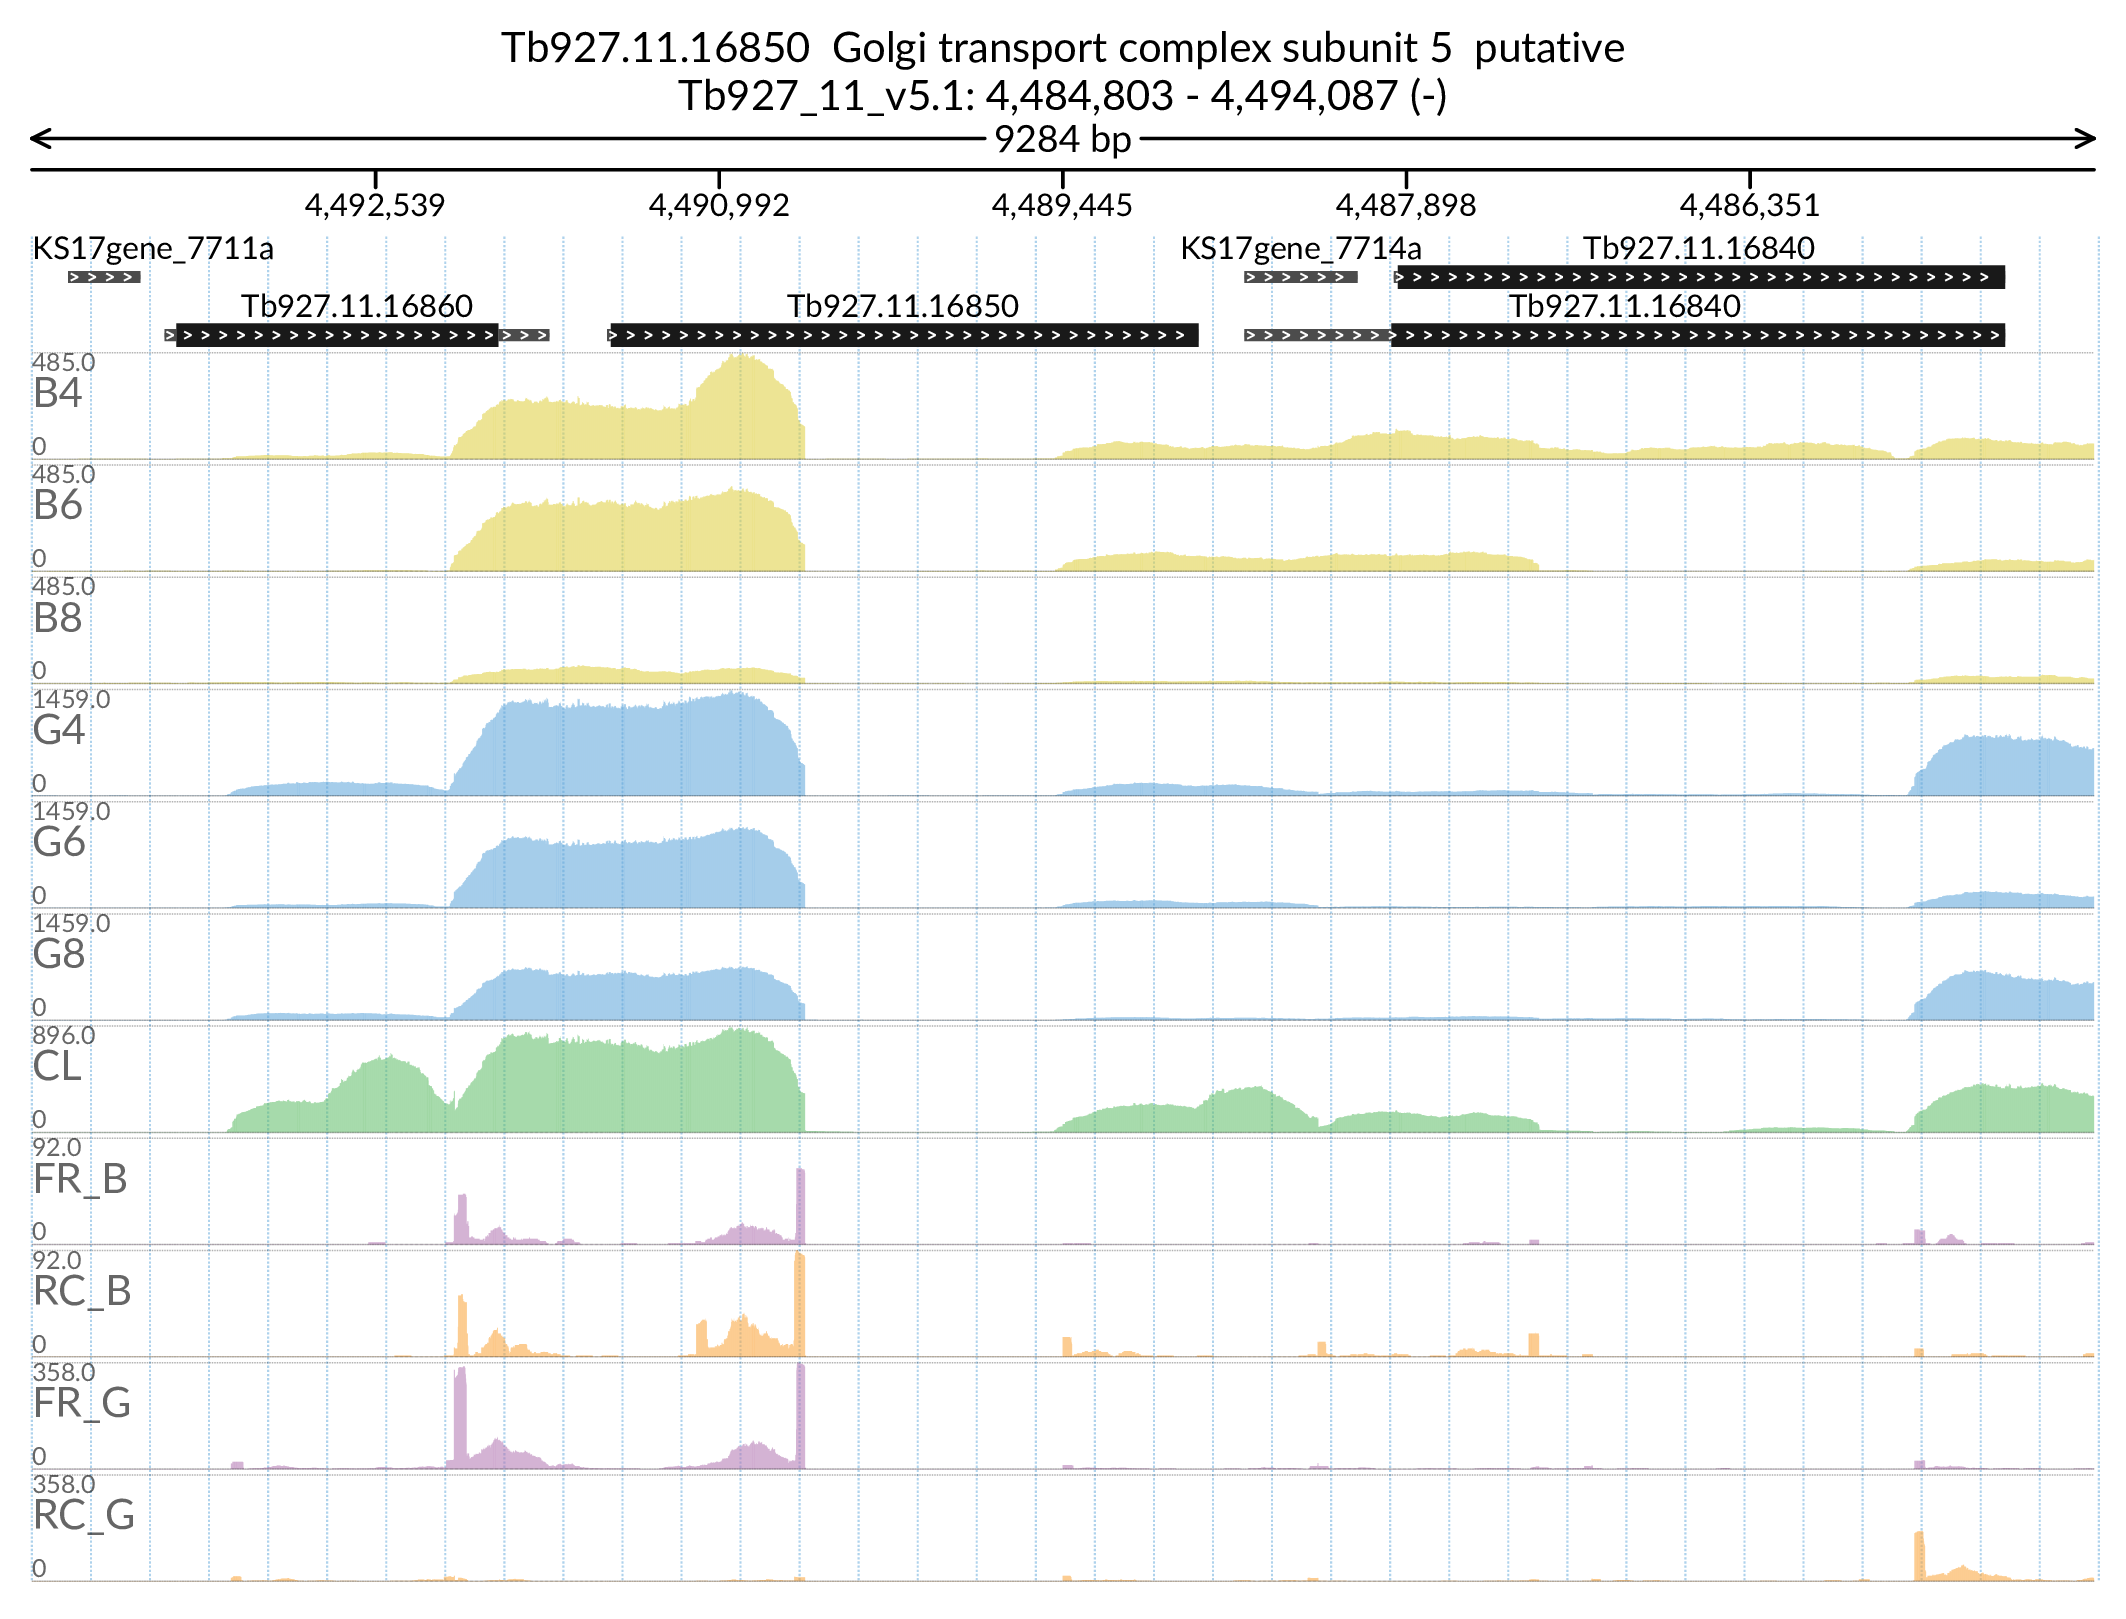 Tb927.11.16850  Golgi transport complex subunit 5  putative
Tb927_11_v5.1: 4,484,803 - 4,494,087 (-)
9284 bp
4,492,539 4,490,992 4,489,445 4,487,898 4,486,351
KS17gene_7711a KS17gene_7714a Tb927.11.16840
Tb927.11.16860 Tb927.11.16850 Tb927.11.16840
485.0
B4
0
485.0
B6
0
485.0
B8
0
1459.0
G4
0
1459.0
G6
0
1459.0
G8
0
896.0
CL
0
92.0
FR_B
0
92.0
RC_B
0
358.0
FR_G
0
358.0
RC_G
0